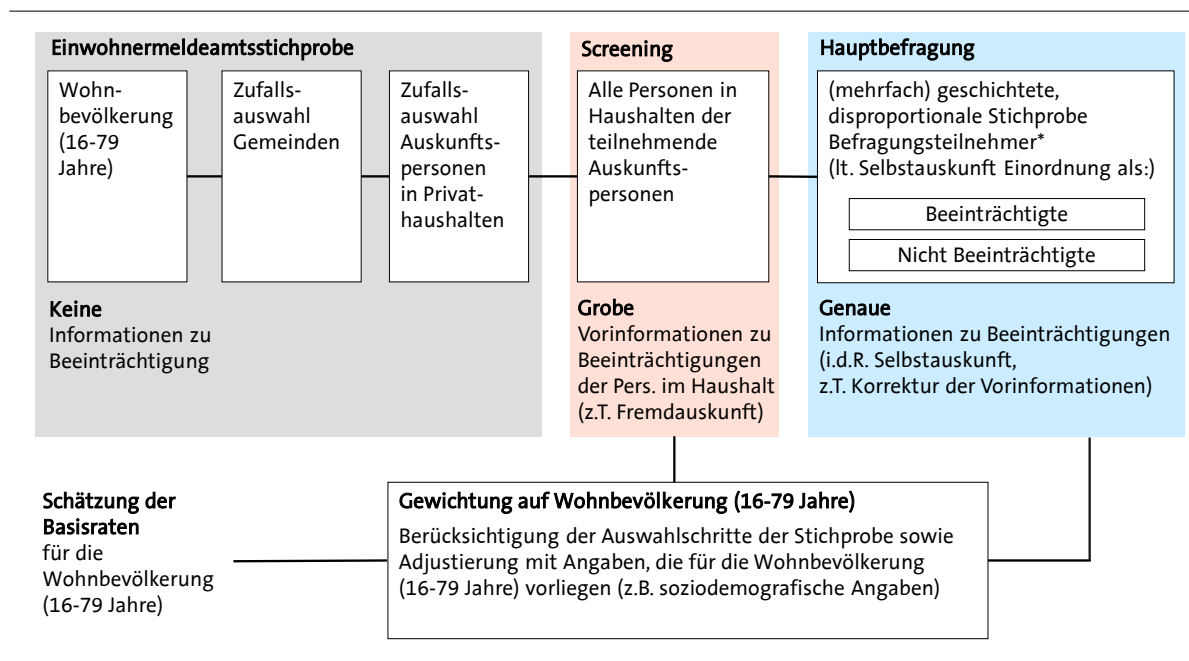 Einwohnermeldeamtsstichprobe
Wohn-
bevölkerung
(16-79
Jahre)
Zufalls-
auswahl
Gemeinden
Zufalls-
auswahl
Auskunfts-
personen
in Privat-
haushalten
Keine
Informationen zu
Beeinträchtigung
Screening
Alle Personen in
Haushalten der
teilnehmende
Auskunfts-
personen
Grobe
Vorinformationen zu
Beeinträchtigungen
der Pers. im Haushalt
(z.T. Fremdauskunft)
Hauptbefragung
(mehrfach) geschichtete,
disproportionale Stichprobe
Befragungsteilnehmer*
(lt. Selbstauskunft Einordnung als:)
Beeinträchtigte
Nicht Beeinträchtigte
Genaue
Informationen zu Beeinträchtigungen
(i.d.R. Selbstauskunft,
z.T. Korrektur der Vorinformationen)
Schätzung der
Basisraten
für die
Wohnbevölkerung
(16-79 Jahre)
Gewichtung auf Wohnbevölkerung (16-79 Jahre)
Berücksichtigung der Auswahlschritte der Stichprobe sowie
Adjustierung mit Angaben, die für die Wohnbevölkerung
(16-79 Jahre) vorliegen (z.B. soziodemografische Angaben)